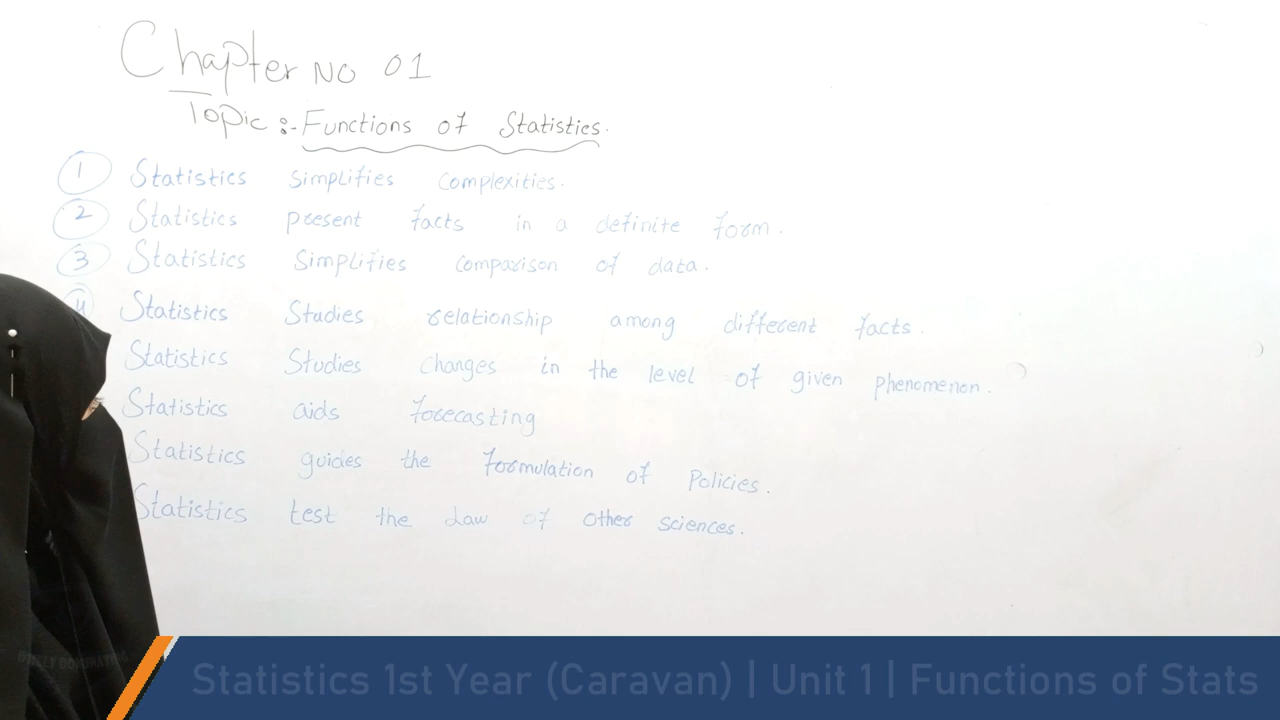 Chapter No 01
Topic :- Functions of Statistics.
1 Statistics simplifies complexities.
2 Statistics present facts in a definite form.
3 Statistics Simplifies comparison of data.
4 Statistics Studies relationship among different facts.
Statistics Studies changes in the level of given phenomenon.
Statistics aids forecasting
Statistics guides the formulation of Policies.
Statistics test the Law of Other sciences.
Statistics 1st Year (Caravan) | Unit 1 | Functions of Stats